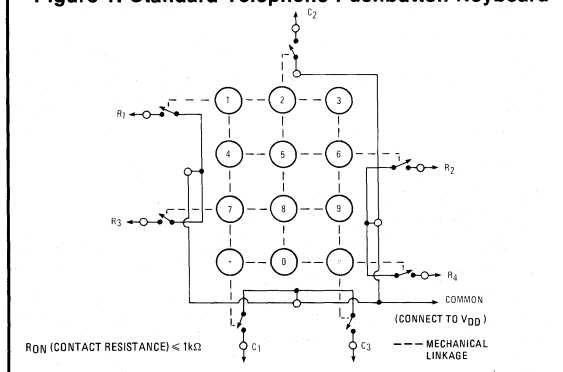 Figure 1. Standard Telephone Pushbutton Keyboard
C2
1 2 3
R1
4 5 6
R2
7 8 9
R3
0
R4
COMMON
(CONNECT TO VDD)
RON (CONTACT RESISTANCE) ⩽ 1kΩ
C1
C3
--- MECHANICAL
LINKAGE